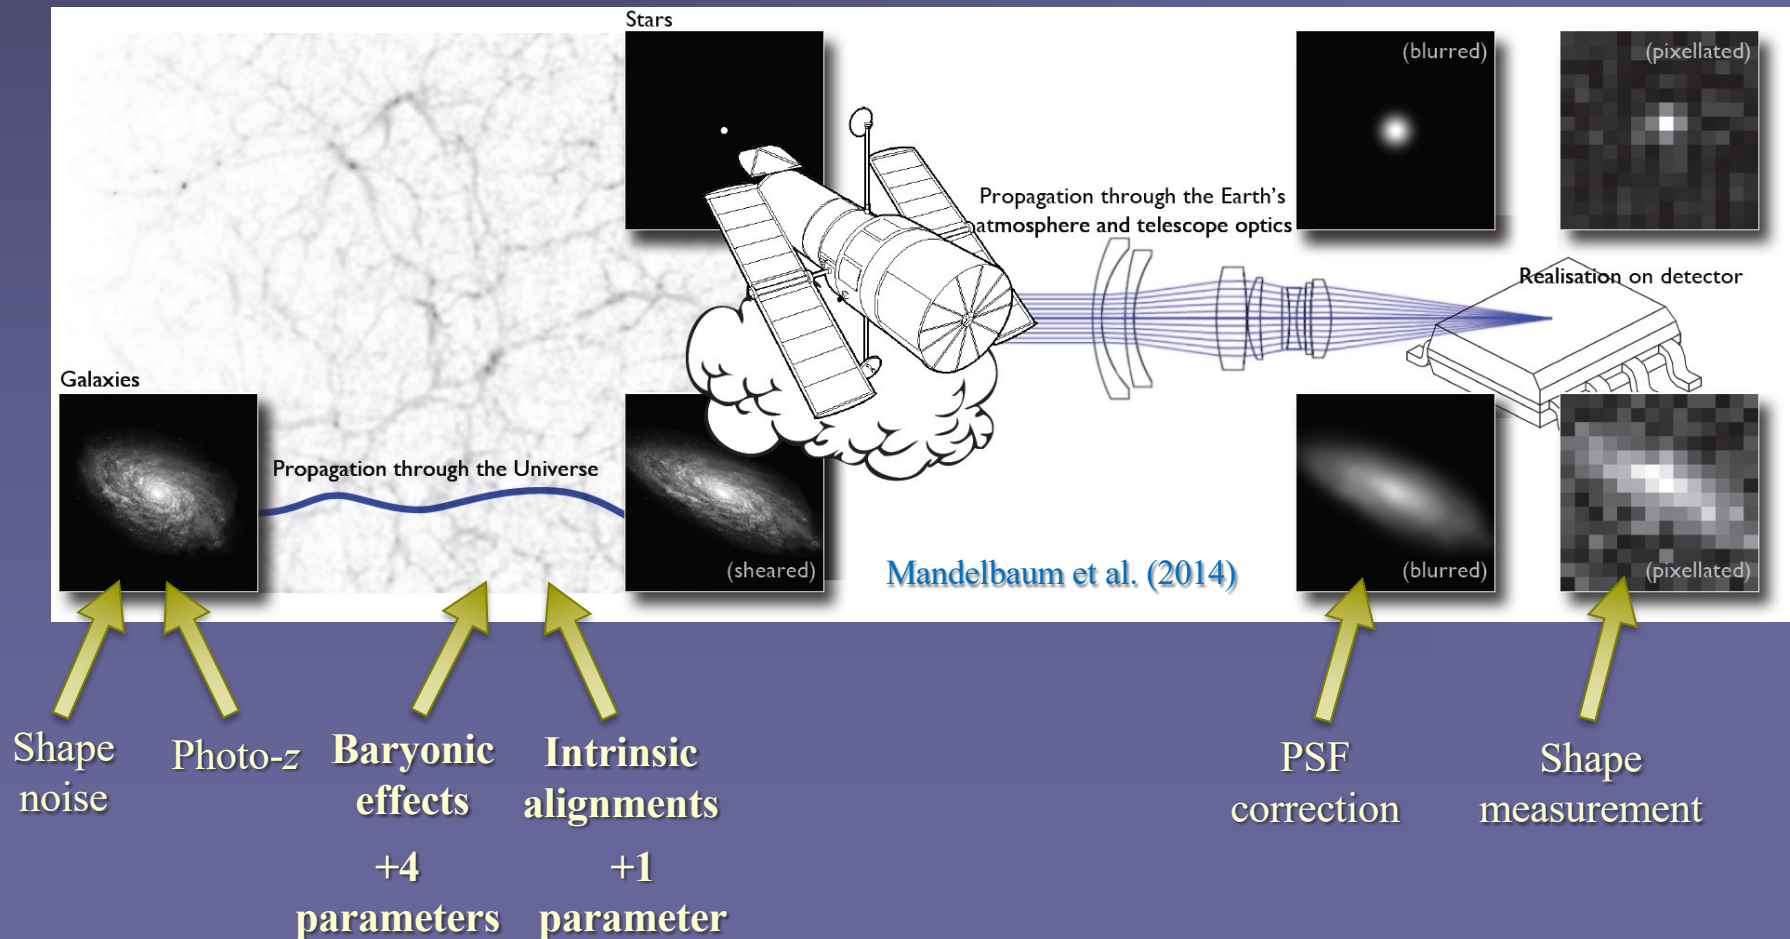 Stars
(blurred)
(pixellated)
Propagation through the Earth's
atmosphere and telescope optics
Realisation on detector
Galaxies
Propagation through the Universe
(sheared)
Mandelbaum et al. (2014)
(blurred)
(pixellated)
Shape
noise
Photo-z
Baryonic
effects
+4
parameters
Intrinsic
alignments
+1
parameter
PSF
correction
Shape
measurement